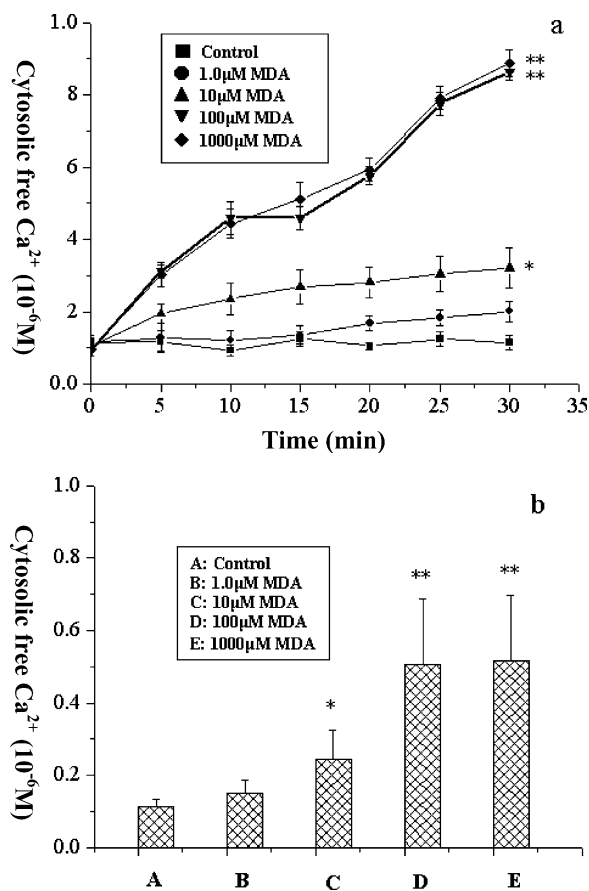 a
Control
1.0μM MDA
10μM MDA
100μM MDA
1000μM MDA
**
**
*
Cytosolic free Ca²⁺ (10⁻⁶M)
1.0
8
6
4
2
0.0
0 5 10 15 20 25 30 35
Time (min)
b
A: Control
B: 1.0μM MDA
C: 10μM MDA
D: 100μM MDA
E: 1000μM MDA
*
**
**
Cytosolic free Ca²⁺ (10⁻⁶M)
1.0
0.8
0.6
0.4
0.2
0.0
A B C D E